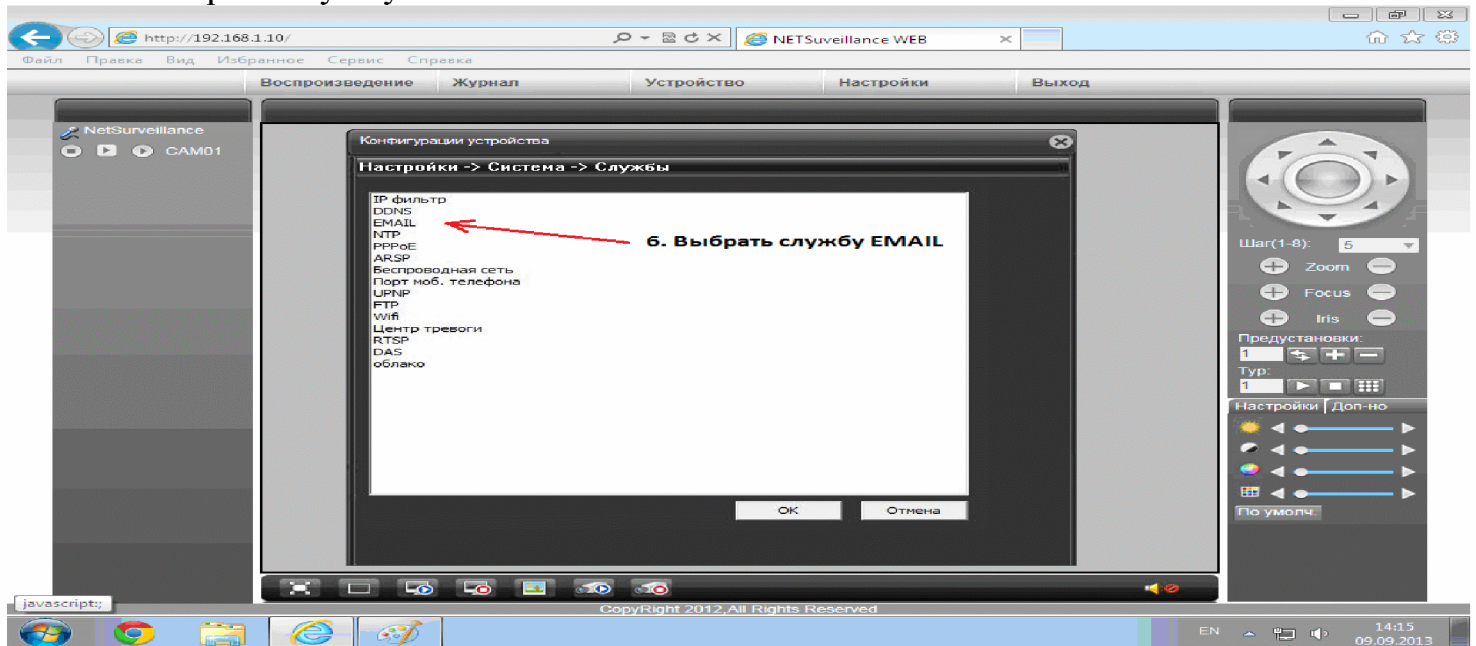 http://192.168.1.10/
NETSuveillance WEB
Файл Правка Вид Избранное Сервис Справка
Воспроизведение Журнал Устройство Настройки Выход
NetSurveillance
CAM01
Конфигурации устройства
Настройки -> Система -> Службы
IP фильтр
DDNS
EMAIL
NTP
PPPoE
ARSP
Беспроводная сеть
Порт моб. телефона
UPNP
FTP
Wifi
Центр тревоги
RTSP
DAS
облако
6. Выбрать службу EMAIL
OK Отмена
Шаг(1-8): 5
Zoom
Focus
Iris
Предустановки:
1
Тур:
1
Настройки Доп-но
По умолч.
javascript:;
CopyRight 2012,All Rights Reserved
EN
14:15
09.09.2013